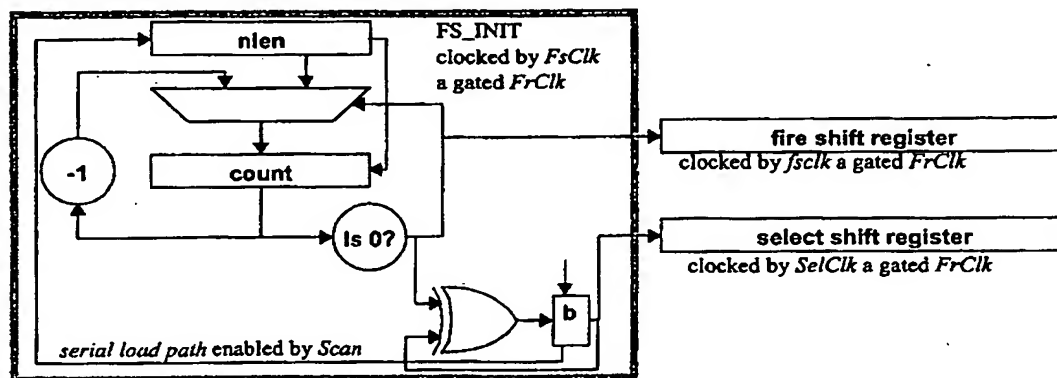 nlen
FS_INIT
clocked by FsClk
a gated FrClk
-1
count
Is 0?
fire shift register
clocked by fsclk a gated FrClk
select shift register
clocked by SelClk a gated FrClk
b
serial load path enabled by Scan